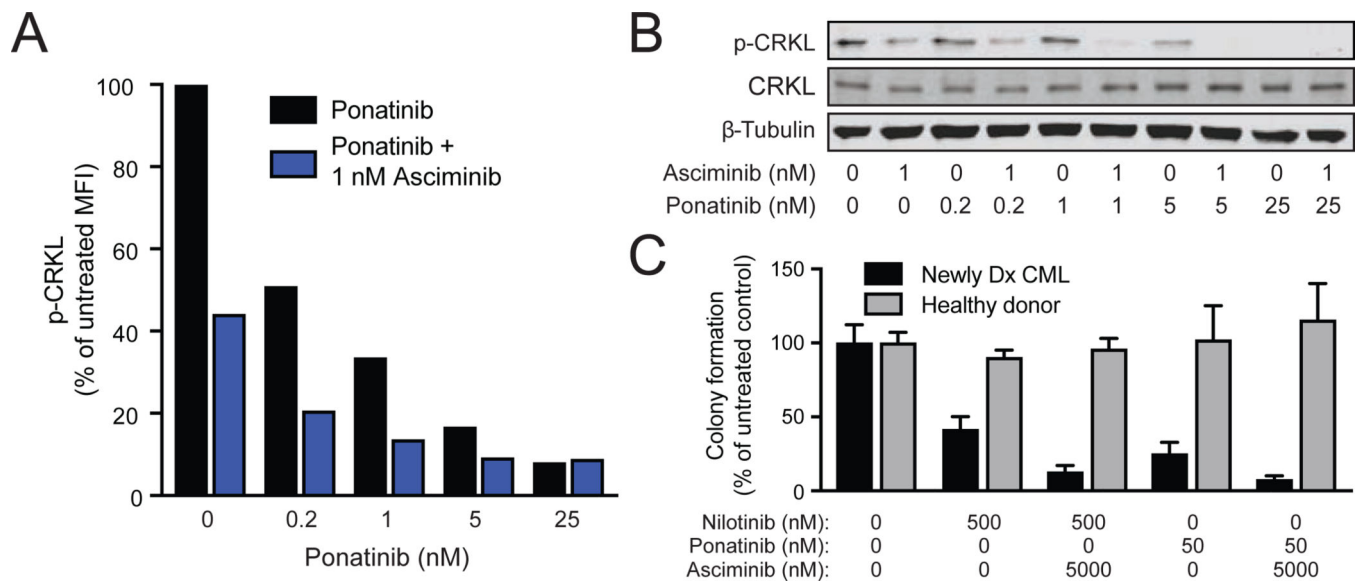 A
p-CRKL
(% of untreated MFI)
100
80
60
40
20
0
Ponatinib
Ponatinib +
1 nM Asciminib
0 0.2 1 5 25
Ponatinib (nM)
B
p-CRKL
CRKL
β-Tubulin
Asciminib (nM) 0 1 0 1 0 1 0 1 0 1
Ponatinib (nM) 0 0 0.2 0.2 1 1 5 5 25 25
C
Colony formation
(% of untreated control)
150
100
50
0
Newly Dx CML
Healthy donor
Nilotinib (nM): 0 500 500 0 0
Ponatinib (nM): 0 0 0 50 50
Asciminib (nM): 0 0 5000 0 5000